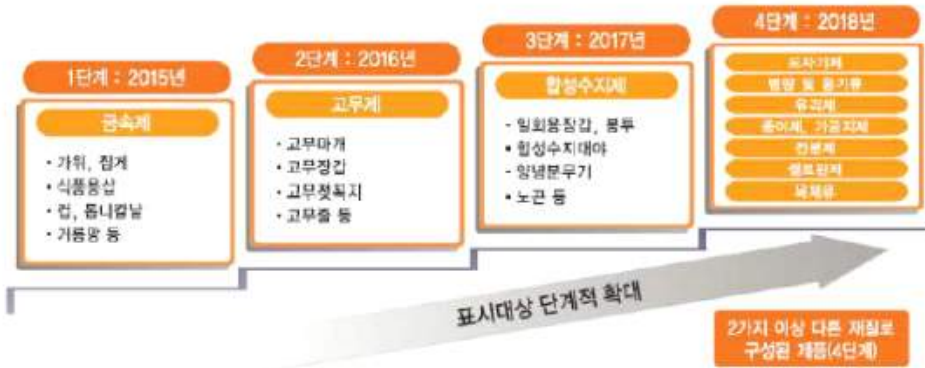 1단계 : 2015년
금속제
• 가위, 집게
• 식품용삽
• 컵, 톱니칼날
• 거름망 등
2단계 : 2016년
고무제
• 고무마개
• 고무장갑
• 고무젖꼭지
• 고무줄 등
3단계 : 2017년
합성수지제
- 일회용장갑, 봉투
• 합성수지대야
- 양념분무기
• 노끈 등
4단계 : 2018년
도자기제
법랑 및 옹기류
유리제
종이제, 가공지제
전분제
셀로판제
목재류
표시대상 단계적 확대
2가지 이상 다른 재질로
구성된 제품(4단계)